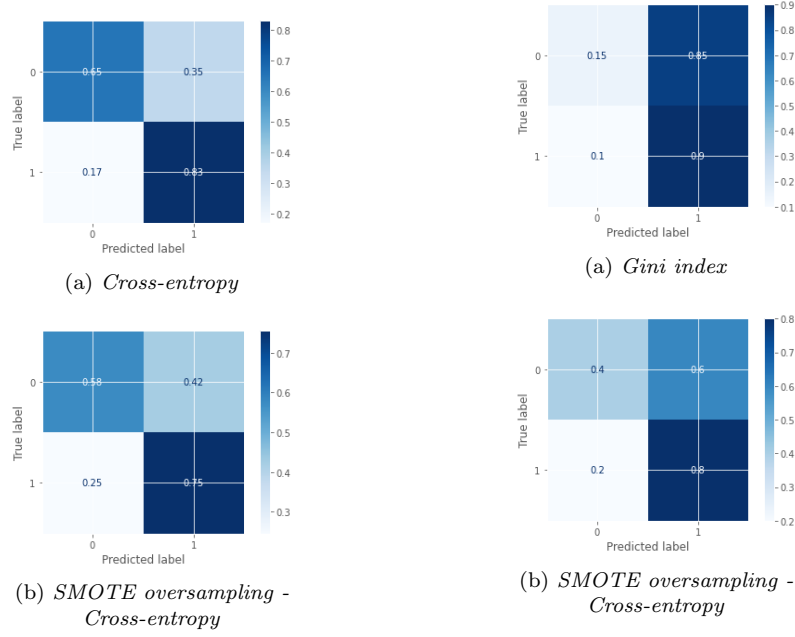 0.8
0 0.65 0.35
0.7
0.6
True label
0.5
0.4
1 0.17 0.83
0.3
0.2
0 1
Predicted label
(a) Cross-entropy
0.9
0 0.15 0.85
0.8
0.7
0.6
True label
0.5
0.4
1 0.1 0.9
0.3
0.2
0.1
0 1
Predicted label
(a) Gini index
0.7
0 0.58 0.42
0.6
True label
0.5
0.4
1 0.25 0.75
0.3
0 1
Predicted label
(b) SMOTE oversampling -
Cross-entropy
0.8
0 0.4 0.6
0.7
0.6
True label
0.5
0.4
1 0.2 0.8
0.3
0.2
0 1
Predicted label
(b) SMOTE oversampling -
Cross-entropy